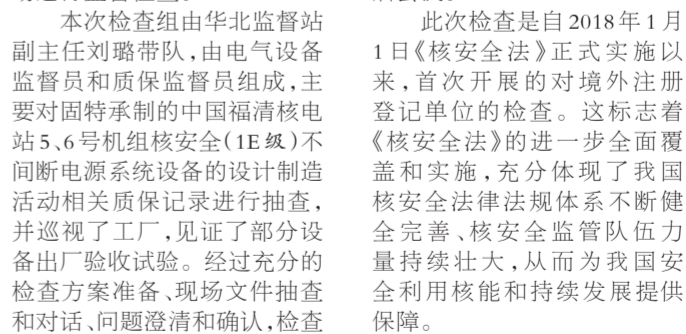 本次检查组由华北监督站
副主任刘璐带队,由电气设备
监督员和质保监督员组成,主
要对固特承制的中国福清核电
站5、6号机组核安全(1E级)不
间断电源系统设备的设计制造
活动相关质保记录进行抽查,
并巡视了工厂,见证了部分设
备出厂验收试验。经过充分的
检查方案准备、现场文件抽查
和对话、问题澄清和确认,检查
此次检查是自2018年1月
1日《核安全法》正式实施以
来,首次开展的对境外注册
登记单位的检查。这标志着
《核安全法》的进一步全面覆
盖和实施,充分体现了我国
核安全法律法规体系不断健
全完善、核安全监管队伍力
量持续壮大,从而为我国安
全利用核能和持续发展提供
保障。